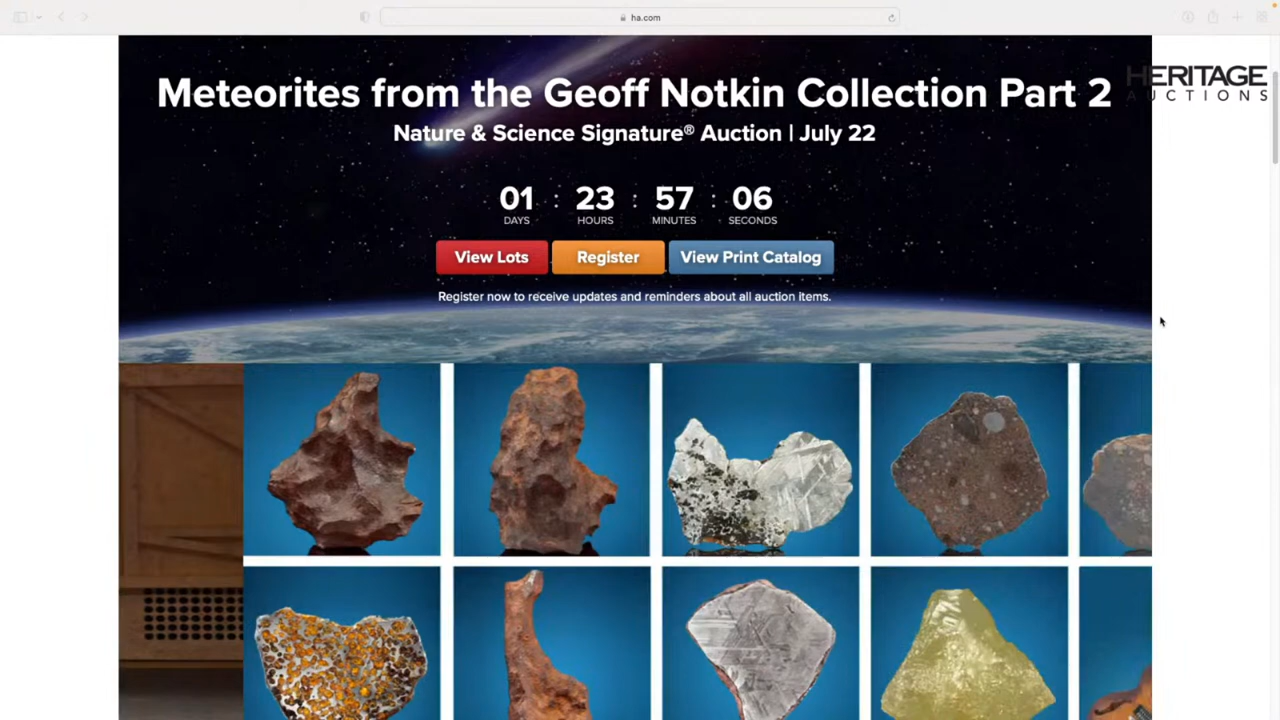 ha.com
Meteorites from the Geoff Notkin Collection Part 2
HERITAGE
AUCTIONS
Nature & Science Signature® Auction | July 22
01 : 23 : 57 : 06
DAYS HOURS MINUTES SECONDS
View Lots Register View Print Catalog
Register now to receive updates and reminders about all auction items.